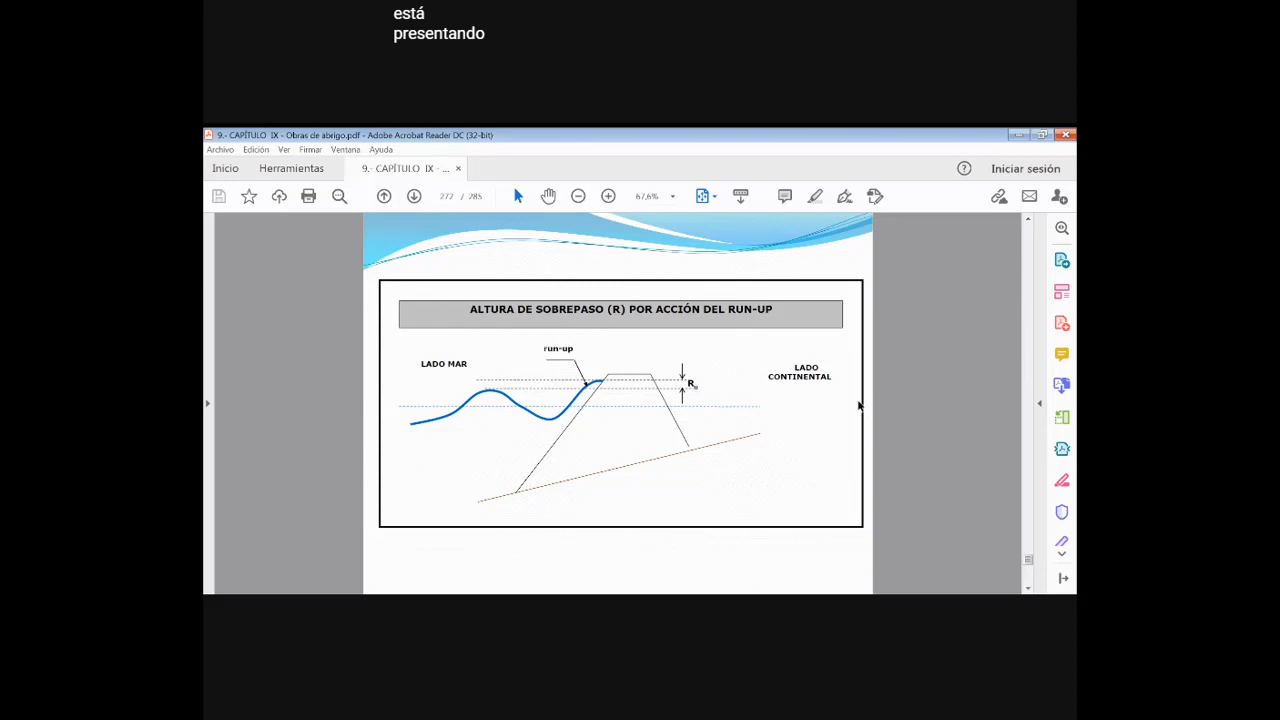 está
presentando
9.- CAPÍTULO IX - Obras de abrigo.pdf - Adobe Acrobat Reader DC (32-bit)
Archivo Edición Ver Firmar Ventana Ayuda
Inicio Herramientas 9.- CAPÍTULO IX - ... × Iniciar sesión
272 / 285 67,6%
ALTURA DE SOBREPASO (R) POR ACCIÓN DEL RUN-UP
run-up
LADO MAR
LADO
CONTINENTAL
R